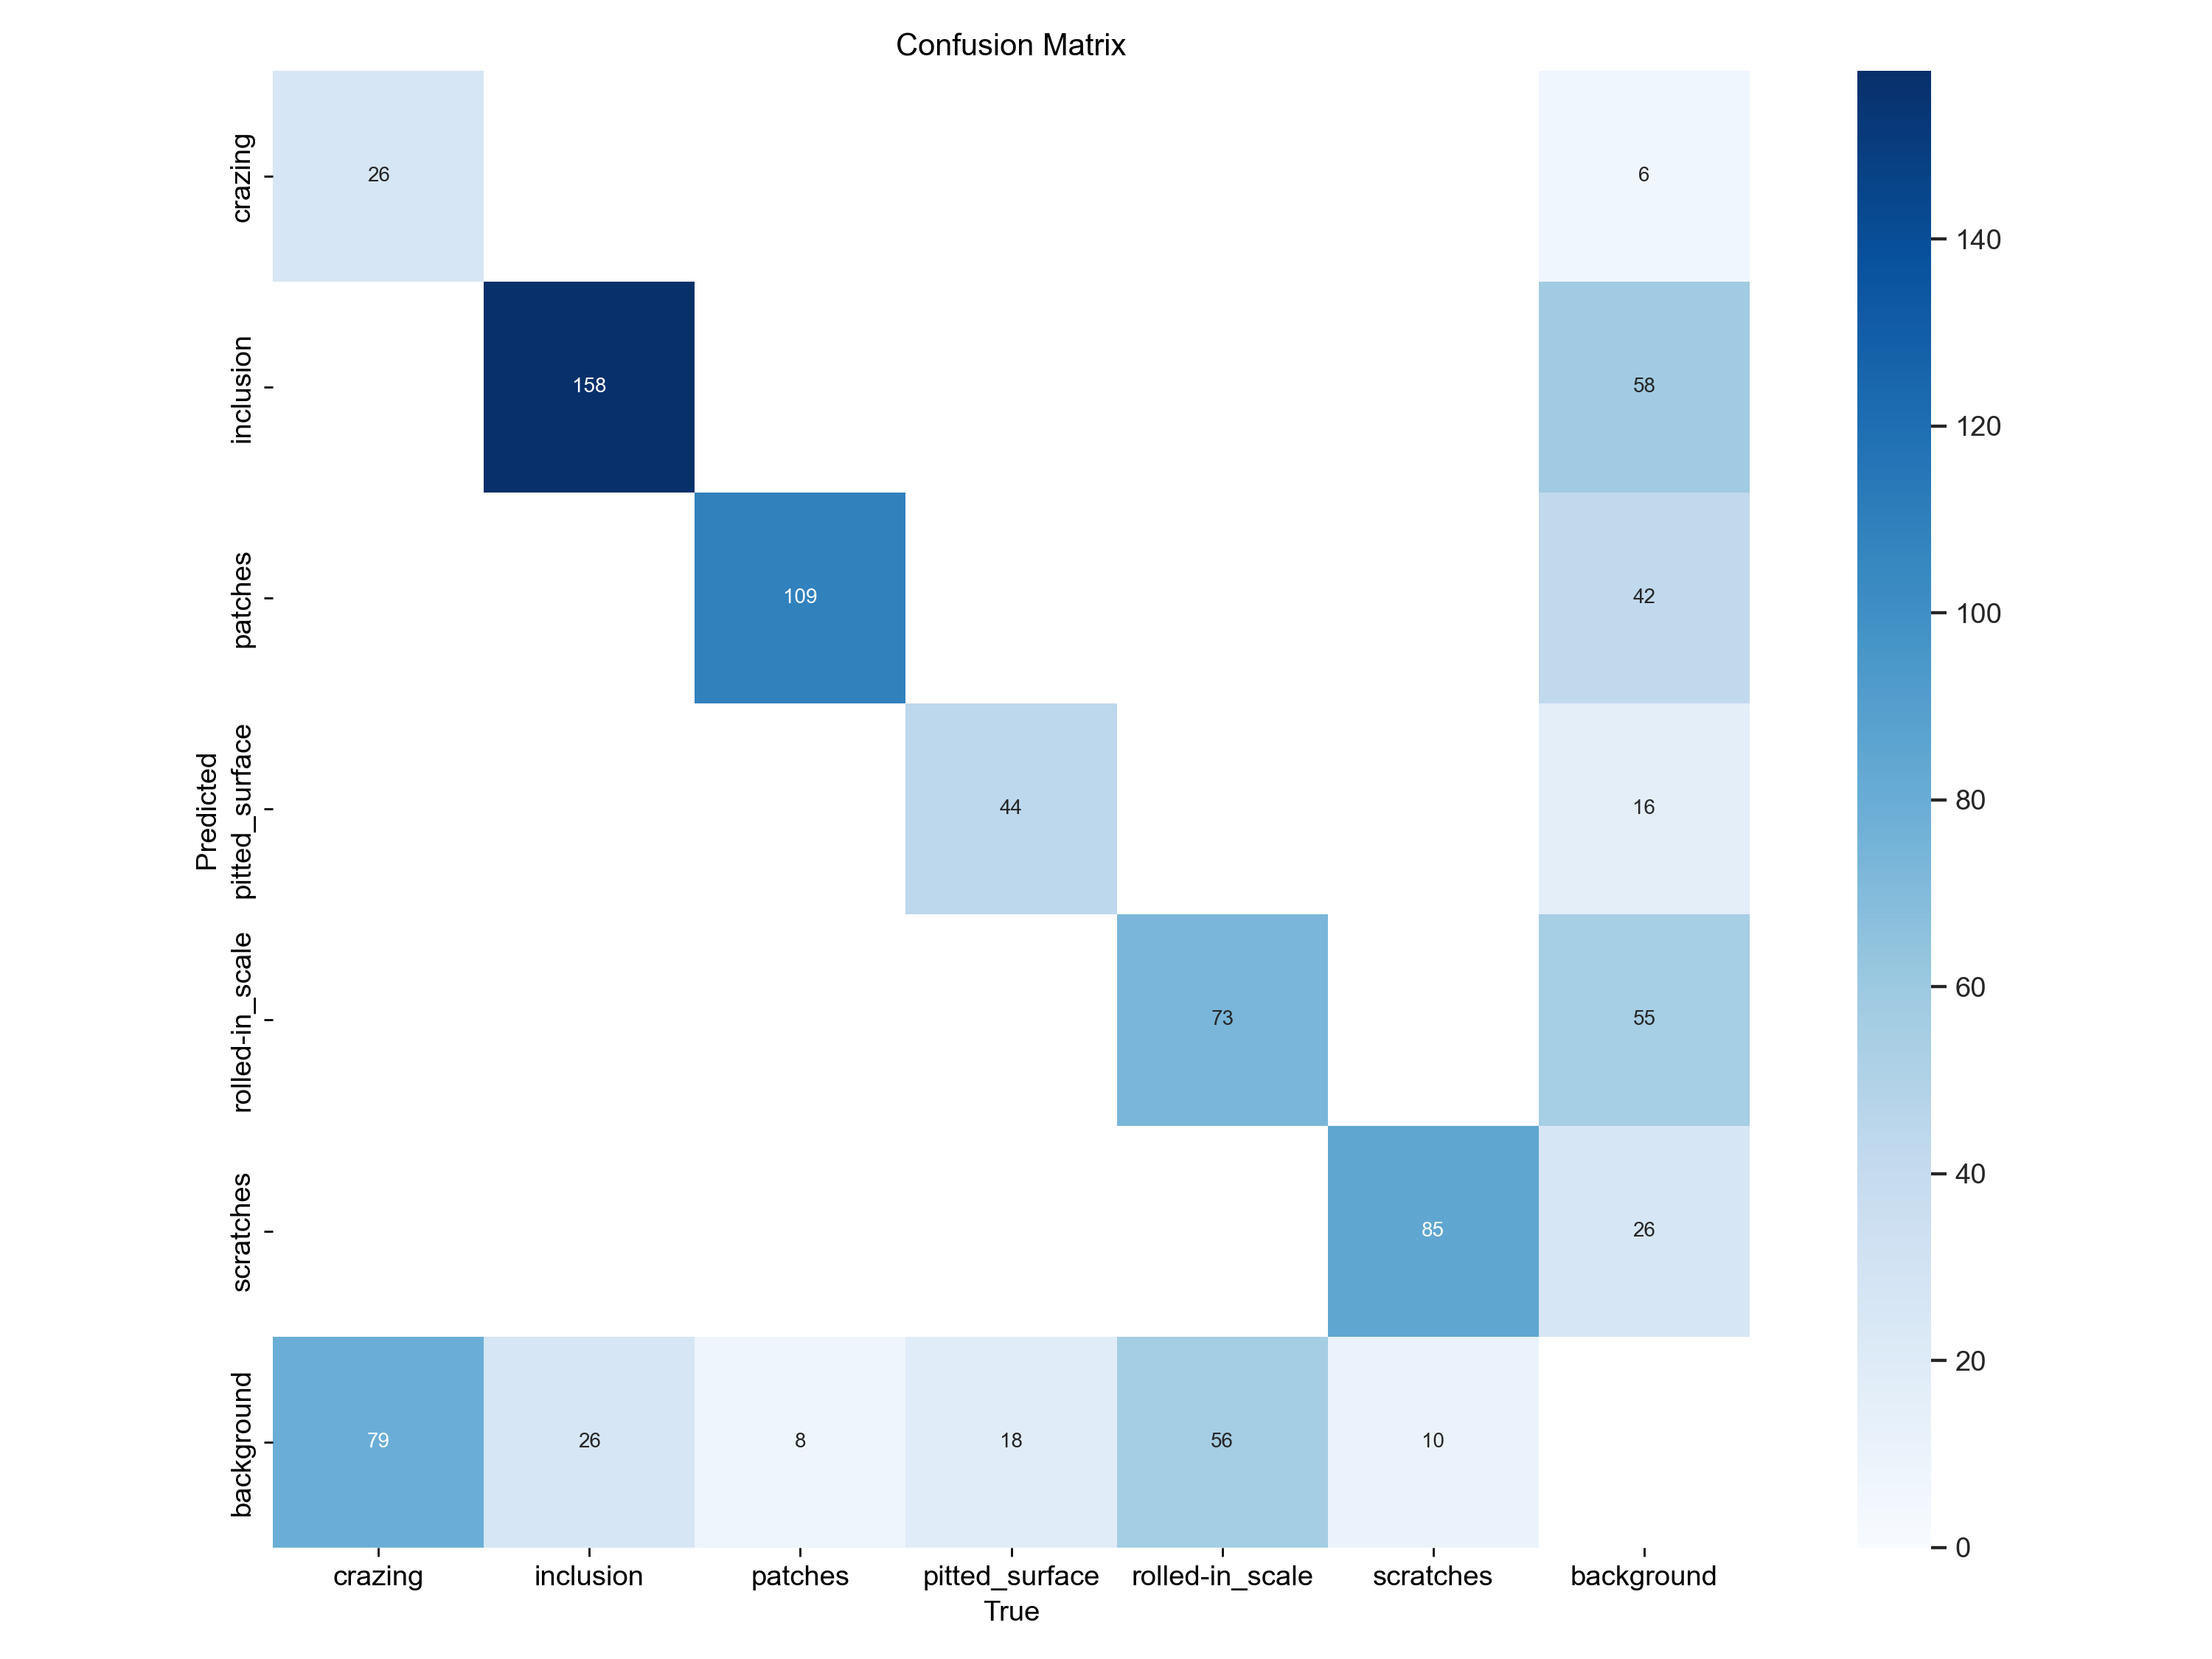 Confusion Matrix
Predicted
crazing
26
6
inclusion
158
58
patches
109
42
pitted_surface
44
16
rolled-in_scale
73
55
scratches
85
26
background
79
26
8
18
56
10
crazing
inclusion
patches
pitted_surface
rolled-in_scale
scratches
background
True
140
120
100
80
60
40
20
0